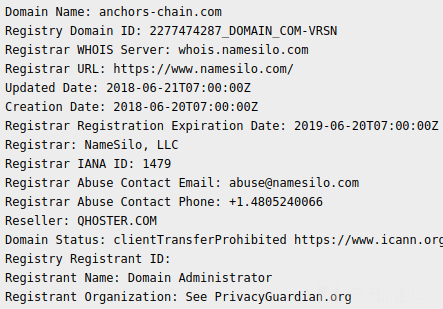 Domain Name: anchors-chain.com
Registry Domain ID: 2277474287_DOMAIN_COM-VRSN
Registrar WHOIS Server: whois.namesilo.com
Registrar URL: https://www.namesilo.com/
Updated Date: 2018-06-21T07:00:00Z
Creation Date: 2018-06-20T07:00:00Z
Registrar Registration Expiration Date: 2019-06-20T07:00:00Z
Registrar: NameSilo, LLC
Registrar IANA ID: 1479
Registrar Abuse Contact Email: abuse@namesilo.com
Registrar Abuse Contact Phone: +1.4805240066
Reseller: QHOSTER.COM
Domain Status: clientTransferProhibited https://www.icann.org
Registry Registrant ID:
Registrant Name: Domain Administrator
Registrant Organization: See PrivacyGuardian.org